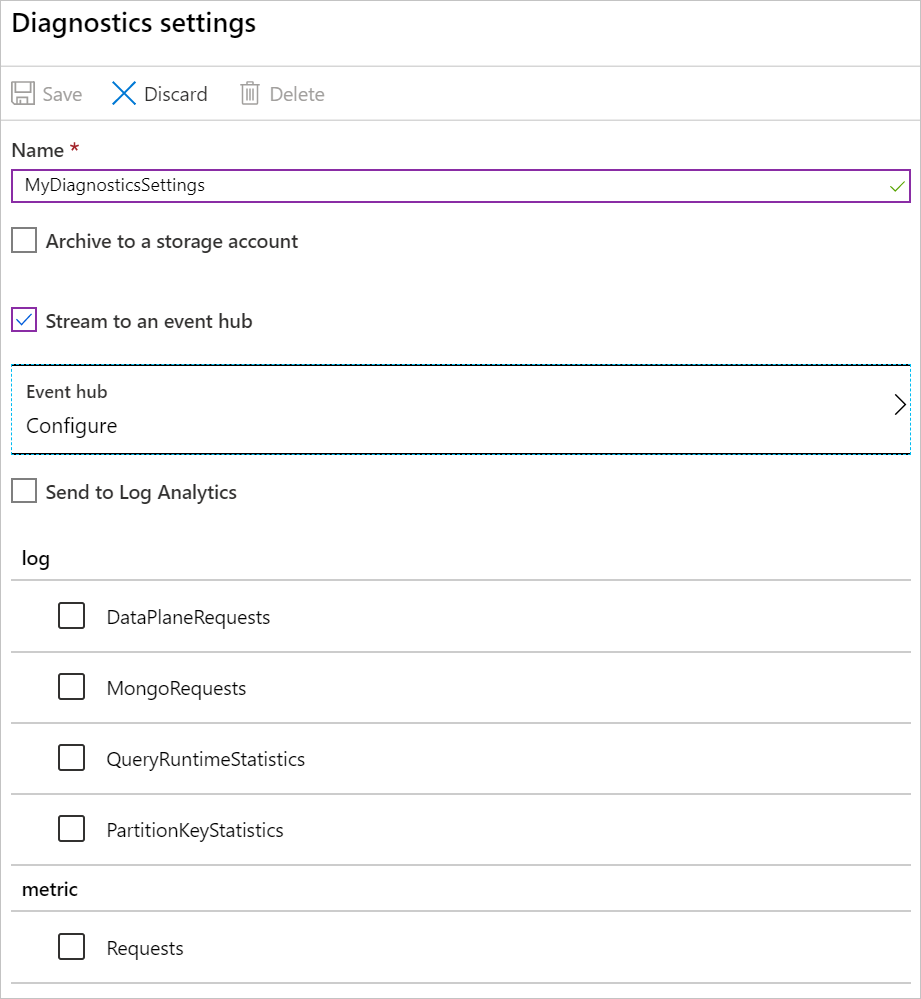 Diagnostics settings
Save Discard Delete
Name *
MyDiagnosticsSettings
Archive to a storage account
Stream to an event hub
Event hub
Configure
Send to Log Analytics
log
DataPlaneRequests
MongoRequests
QueryRuntimeStatistics
PartitionKeyStatistics
metric
Requests